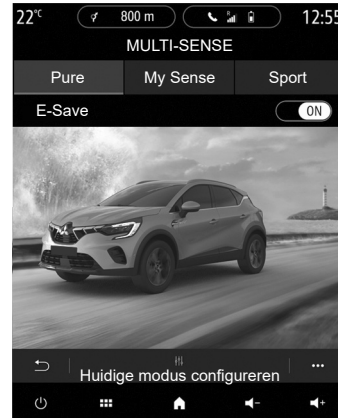 22°C 800 m 12:55
MULTI-SENSE
Pure My Sense Sport
E-Save ON
Huidige modus configureren